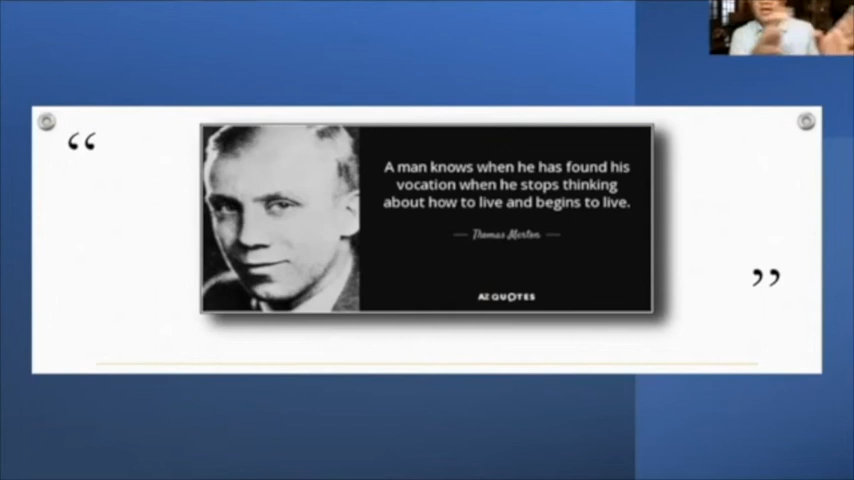 “
A man knows when he has found his
vocation when he stops thinking
about how to live and begins to live.
— Thomas Merton —
AZ QUOTES
”